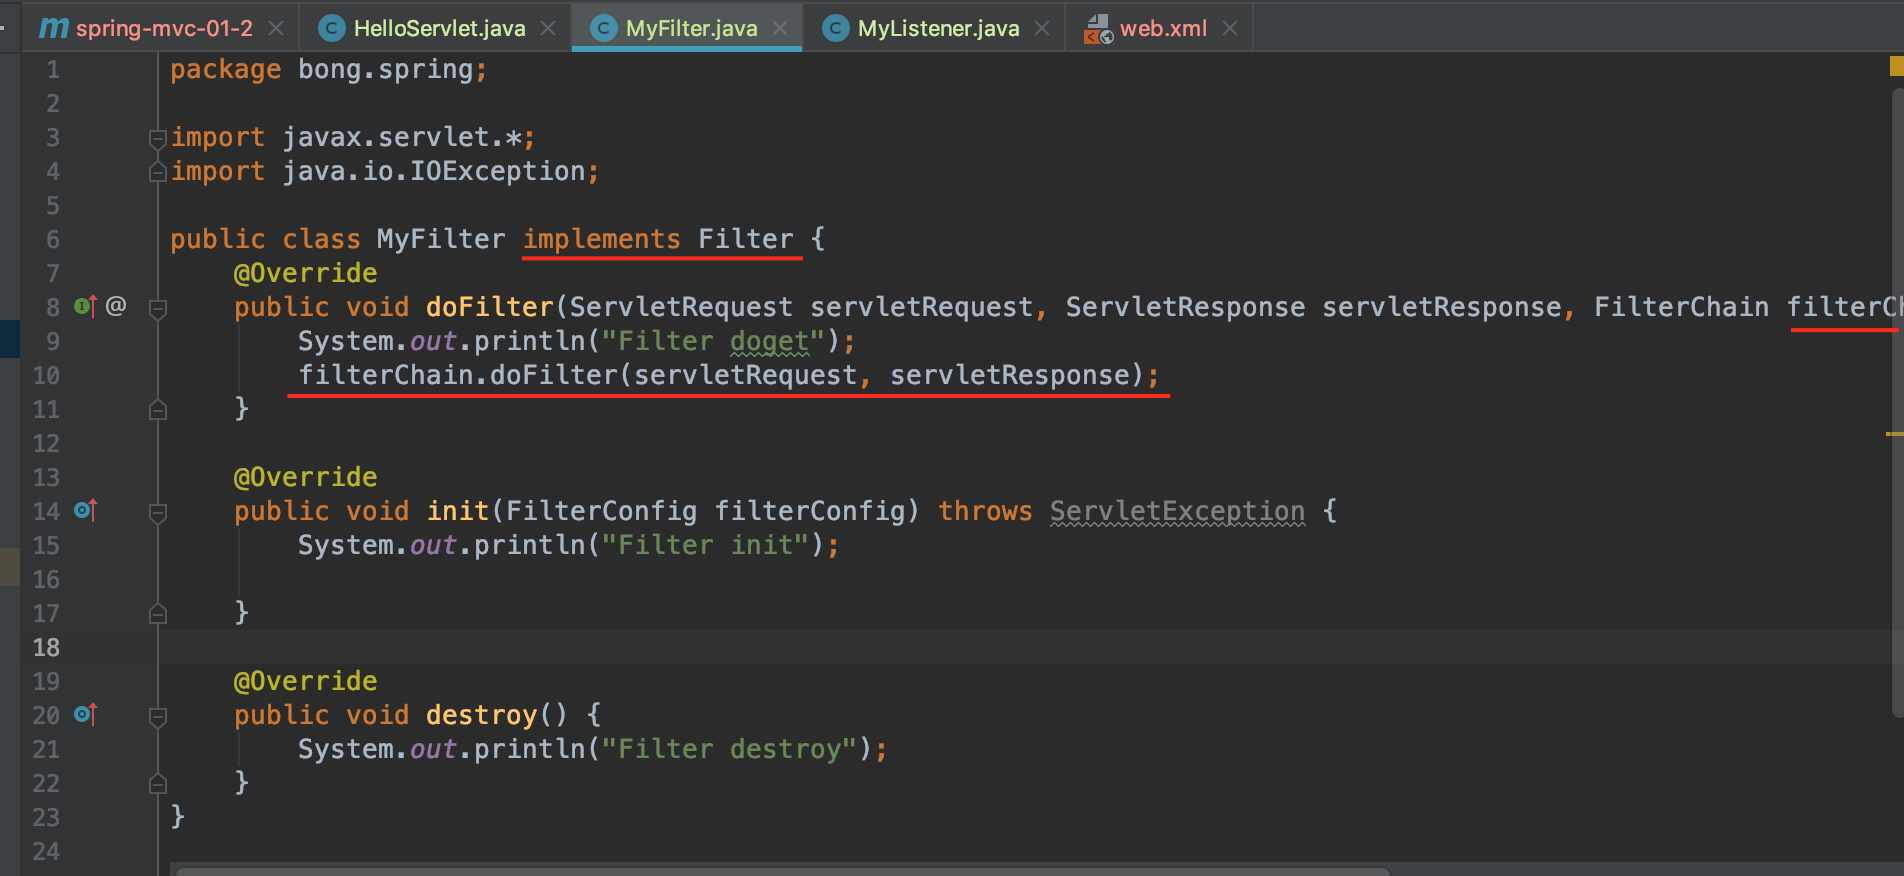 m spring-mvc-01-2 × C HelloServlet.java × C MyFilter.java × C MyListener.java × web.xml ×
1 package bong.spring;
2
3 import javax.servlet.*;
4 import java.io.IOException;
5
6 public class MyFilter implements Filter {
7     @Override
8 @     public void doFilter(ServletRequest servletRequest, ServletResponse servletResponse, FilterChain filterCh
9         System.out.println("Filter doget");
10         filterChain.doFilter(servletRequest, servletResponse);
11     }
12
13     @Override
14     public void init(FilterConfig filterConfig) throws ServletException {
15         System.out.println("Filter init");
16
17     }
18
19     @Override
20     public void destroy() {
21         System.out.println("Filter destroy");
22     }
23 }
24